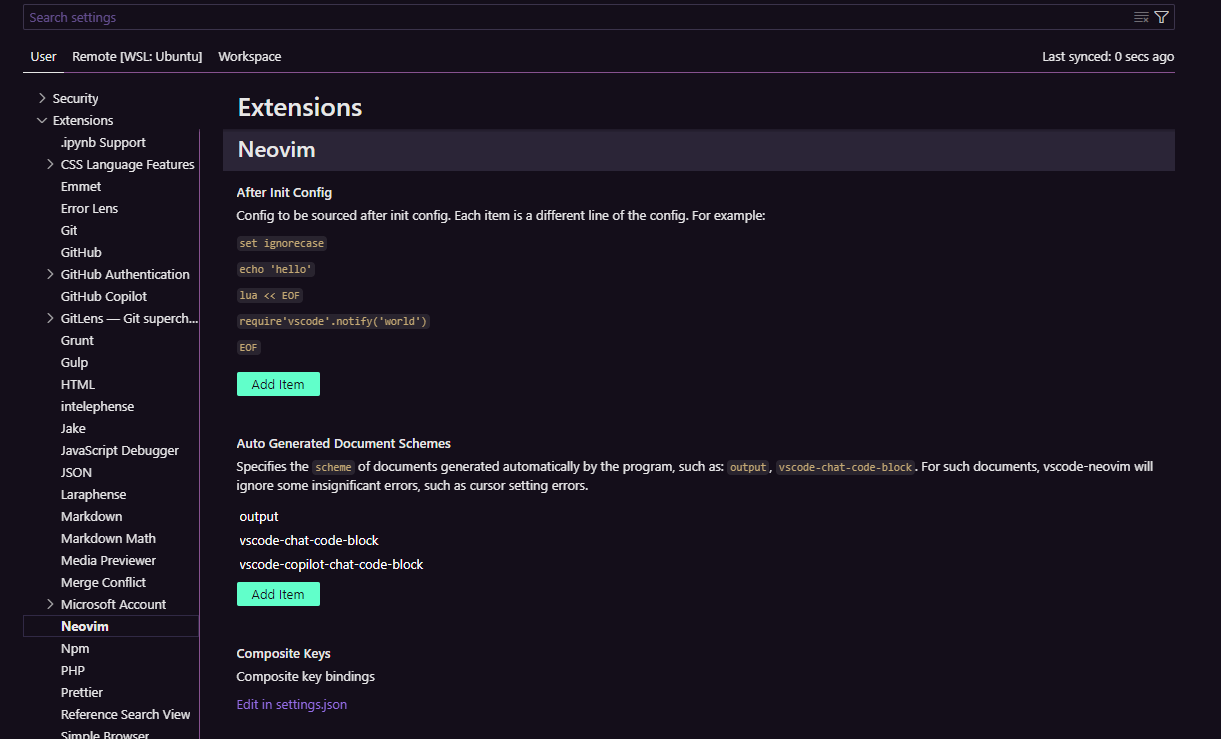 Search settings
User Remote [WSL: Ubuntu] Workspace Last synced: 0 secs ago
Security
Extensions
.ipynb Support
CSS Language Features
Emmet
Error Lens
Git
GitHub
GitHub Authentication
GitHub Copilot
GitLens — Git superch...
Grunt
Gulp
HTML
intelephense
Jake
JavaScript Debugger
JSON
Laraphense
Markdown
Markdown Math
Media Previewer
Merge Conflict
Microsoft Account
Neovim
Npm
PHP
Prettier
Reference Search View
Simple Browser
Extensions
Neovim
After Init Config
Config to be sourced after init config. Each item is a different line of the config. For example:
set ignorecase
echo 'hello'
lua << EOF
require'vscode'.notify('world')
EOF
Add Item
Auto Generated Document Schemes
Specifies the scheme of documents generated automatically by the program, such as: output, vscode-chat-code-block. For such documents, vscode-neovim will
ignore some insignificant errors, such as cursor setting errors.
output
vscode-chat-code-block
vscode-copilot-chat-code-block
Add Item
Composite Keys
Composite key bindings
Edit in settings.json